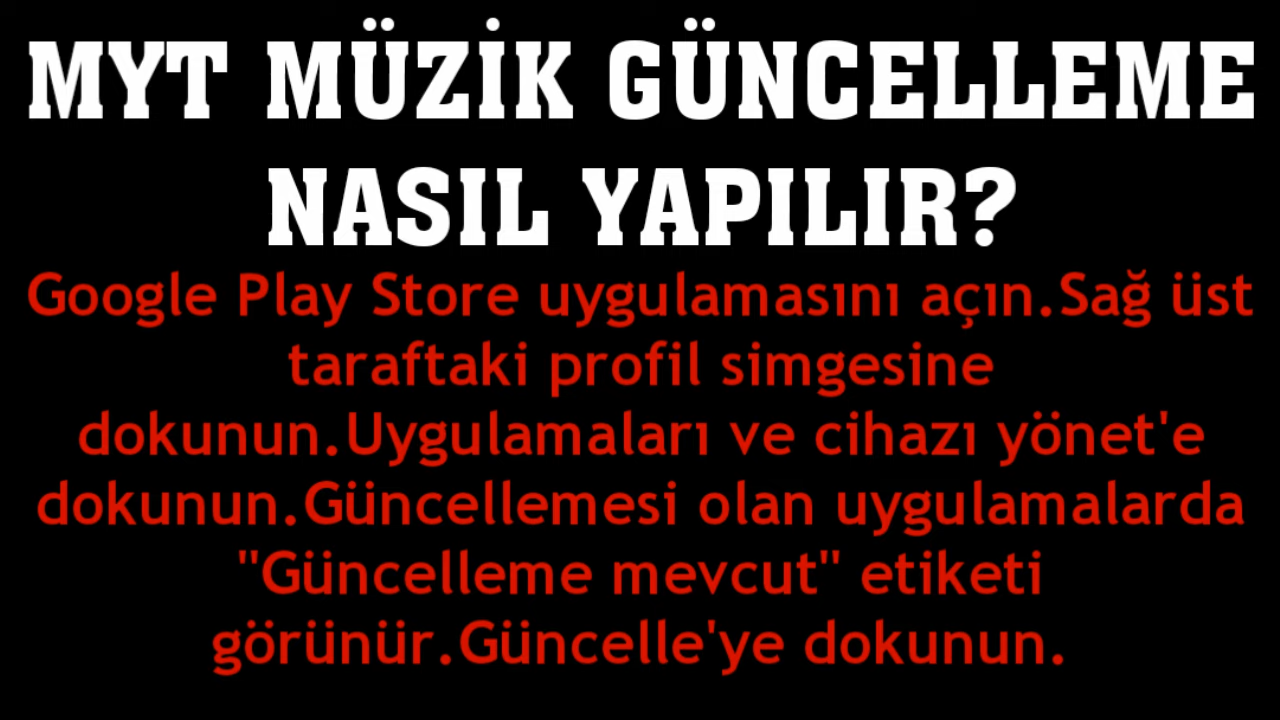 MYT MÜZİK GÜNCELLEME
NASIL YAPILIR?
Google Play Store uygulamasını açın.Sağ üst
taraftaki profil simgesine
dokunun.Uygulamaları ve cihazı yönet'e
dokunun.Güncellemesi olan uygulamalarda
"Güncelleme mevcut" etiketi
görünür.Güncelle'ye dokunun.